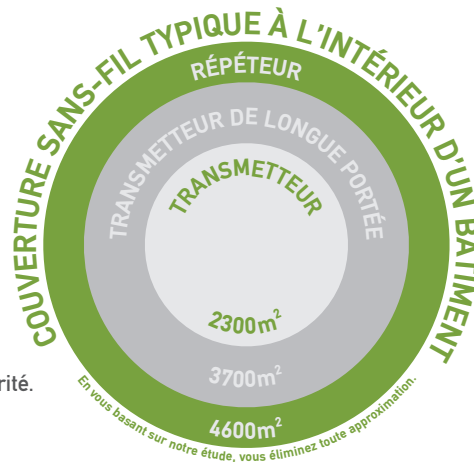 COUVERTURE SANS-FIL TYPIQUE À L'INTÉRIEUR D'UN BÂTIMENT
RÉPÉTEUR
TRANSMETTEUR DE LONGUE PORTÉE
TRANSMETTEUR
2300m²
3700m²
4600m²
rité.
En vous basant sur notre étude, vous éliminez toute approximation.